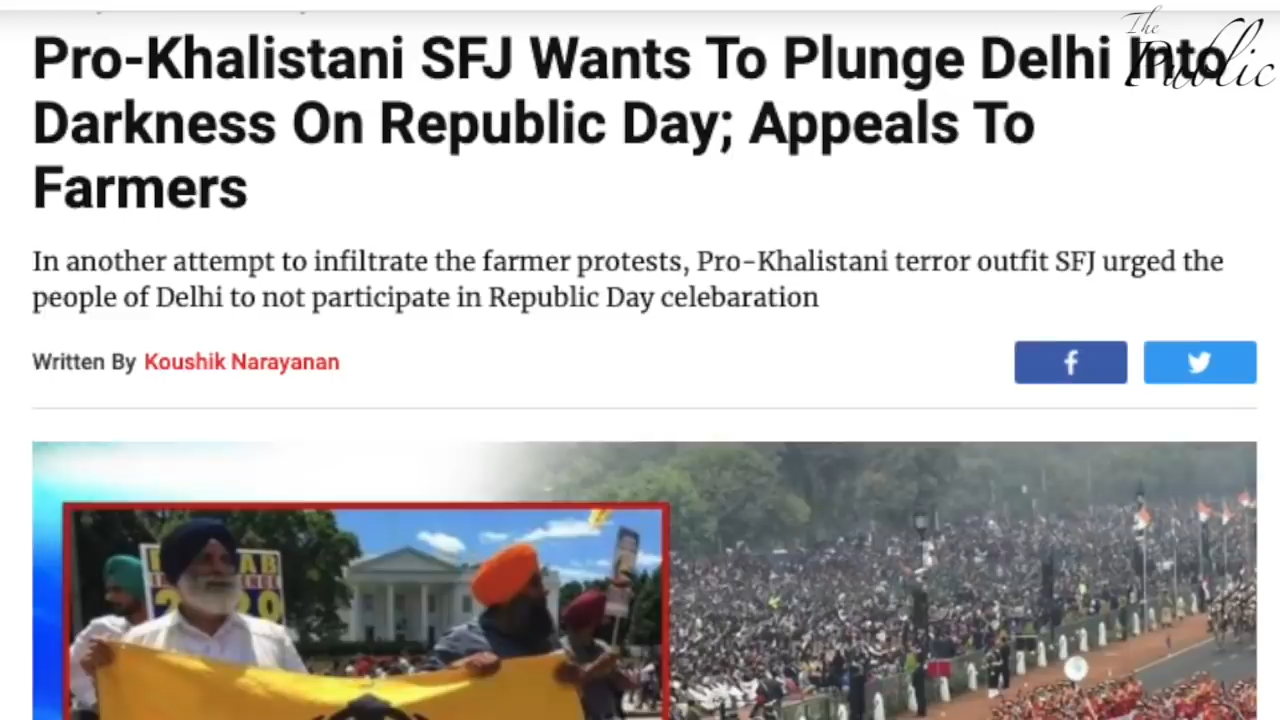 The
Public
Pro-Khalistani SFJ Wants To Plunge Delhi Into
Darkness On Republic Day; Appeals To
Farmers
In another attempt to infiltrate the farmer protests, Pro-Khalistani terror outfit SFJ urged the
people of Delhi to not participate in Republic Day celebaration
Written By Koushik Narayanan
f